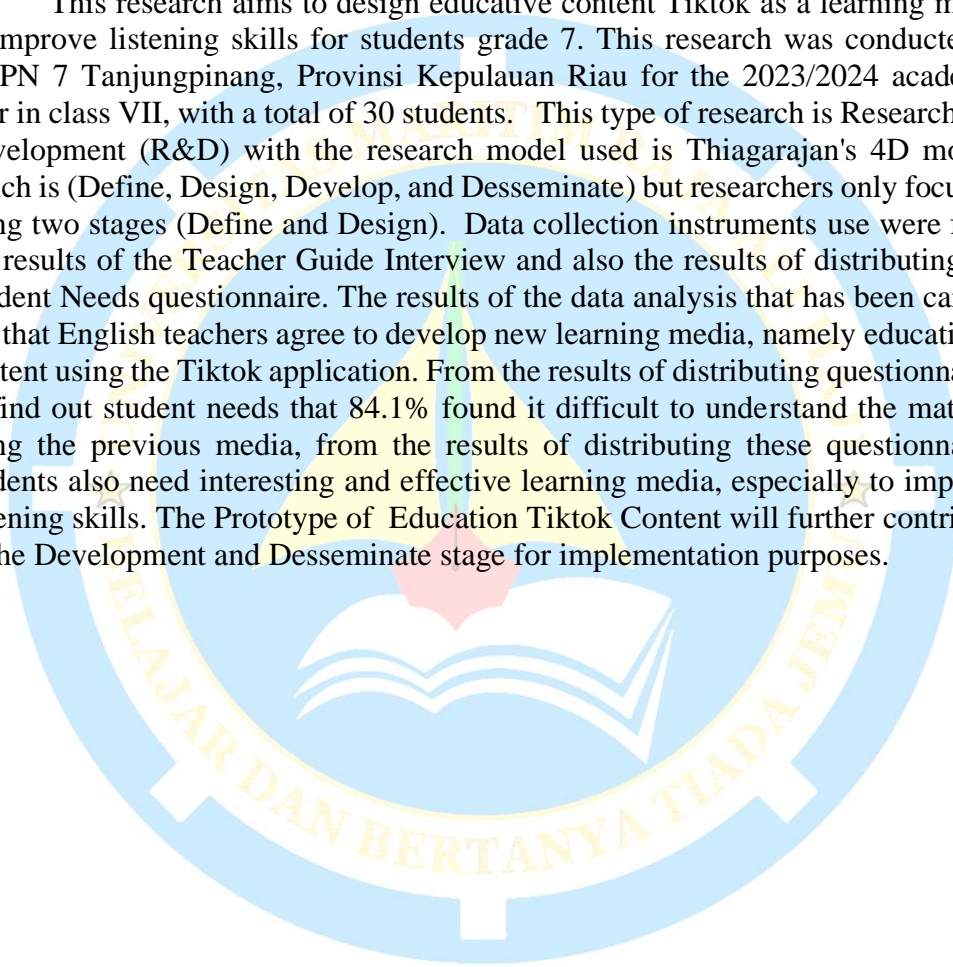 This research aims to design educative content Tiktok as a learning m
improve listening skills for students grade 7. This research was conducte
PN 7 Tanjungpinang, Provinsi Kepulauan Riau for the 2023/2024 acade
r in class VII, with a total of 30 students. This type of research is Research
velopment (R&D) with the research model used is Thiagarajan's 4D mo
ich is (Define, Design, Develop, and Desseminate) but researchers only focu
ng two stages (Define and Design). Data collection instruments use were f
results of the Teacher Guide Interview and also the results of distributing
dent Needs questionnaire. The results of the data analysis that has been car
that English teachers agree to develop new learning media, namely educati
tent using the Tiktok application. From the results of distributing questionna
find out student needs that 84.1% found it difficult to understand the mat
ng the previous media, from the results of distributing these questionna
dents also need interesting and effective learning media, especially to imp
ening skills. The Prototype of Education Tiktok Content will further contri
he Development and Desseminate stage for implementation purposes.
BELAJAR DAN BERTANYA TIADA JEMU